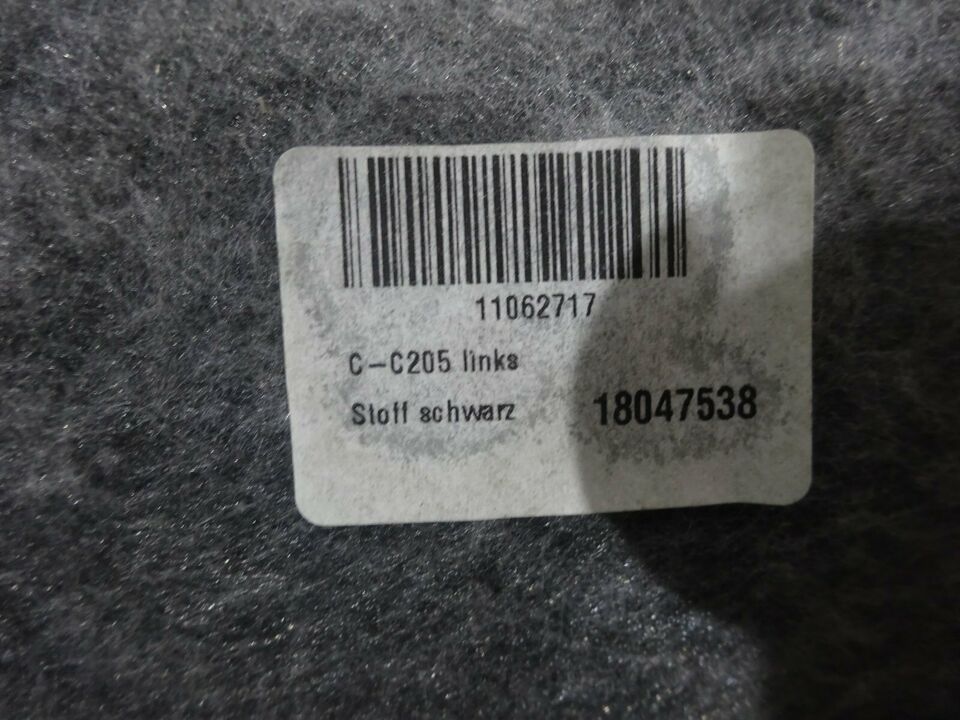 11062717
C-C205 links
Stoff schwarz 18047538